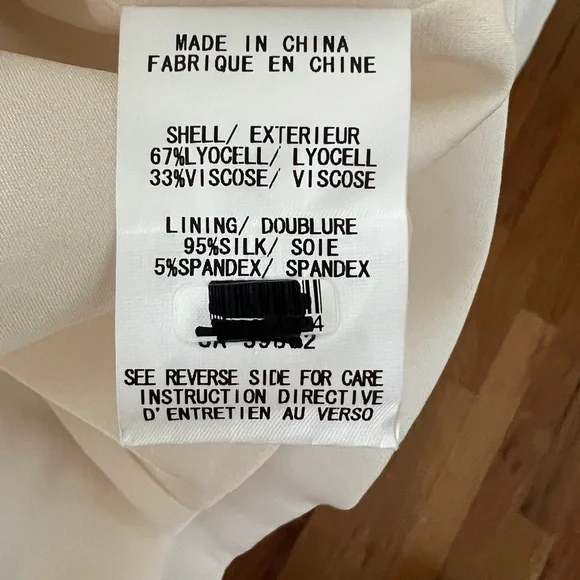 MADE IN CHINA
FABRIQUE EN CHINE
SHELL/ EXTERIEUR
67%LYOCELL/ LYOCELL
33%VISCOSE/ VISCOSE
LINING/ DOUBLURE
95%SILK/ SOIE
5%SPANDEX/ SPANDEX
SEE REVERSE SIDE FOR CARE
INSTRUCTION DIRECTIVE
D'ENTRETIEN AU VERSO